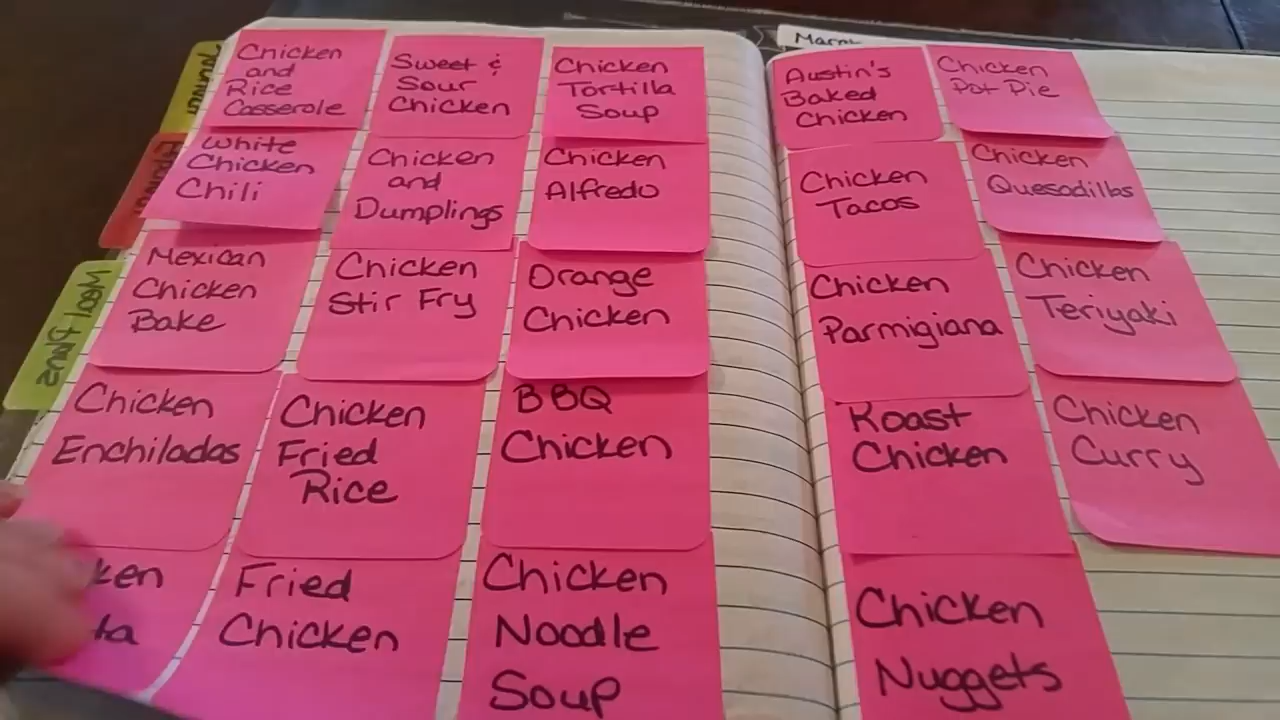 Chicken
and
Rice
Casserole
Sweet &
Sour
Chicken
Chicken
Tortilla
Soup
White
Chicken
Chili
Chicken
and
Dumplings
Chicken
Alfredo
Mexican
Chicken
Bake
Chicken
Stir Fry
Orange
Chicken
Chicken
Enchiladas
Chicken
Fried
Rice
BBQ
Chicken
Fried
Chicken
Chicken
Noodle
Soup
Austin's
Baked
Chicken
Chicken
Pot Pie
Chicken
Tacos
Chicken
Quesadillas
Chicken
Parmigiana
Chicken
Teriyaki
Roast
Chicken
Chicken
Curry
Chicken
Nuggets